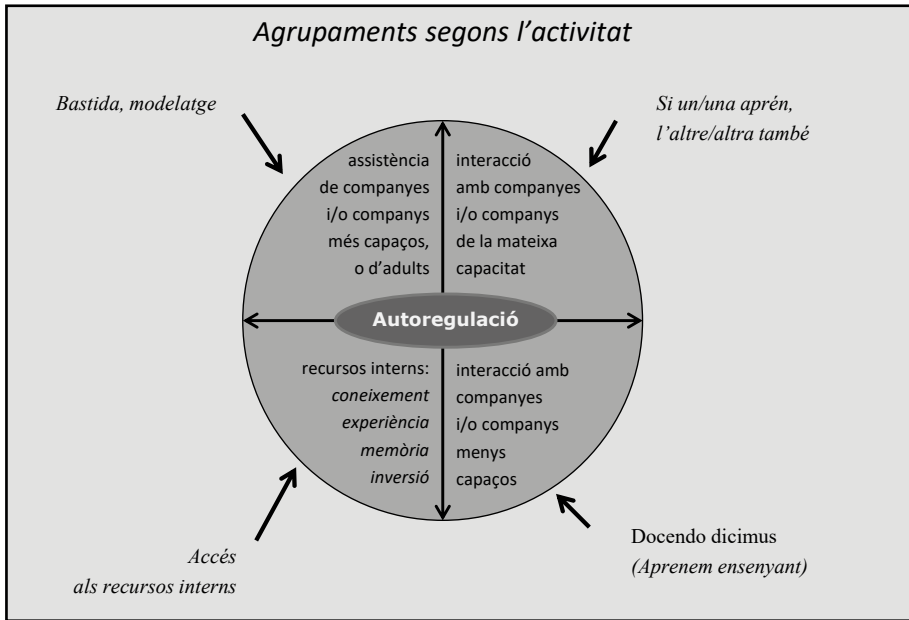 Agrupaments segons l’activitat
Bastida, modelatge
Si un/una aprén,
l’altre/altra també
assistència
de companyes
i/o companys
més capaços,
o d’adults
interacció
amb companyes
i/o companys
de la mateixa
capacitat
Autoregulació
recursos interns:
coneixement
experiència
memòria
inversió
interacció amb
companyes
i/o companys
menys
capaços
Accés
als recursos interns
Docendo dicimus
(Aprenem ensenyant)